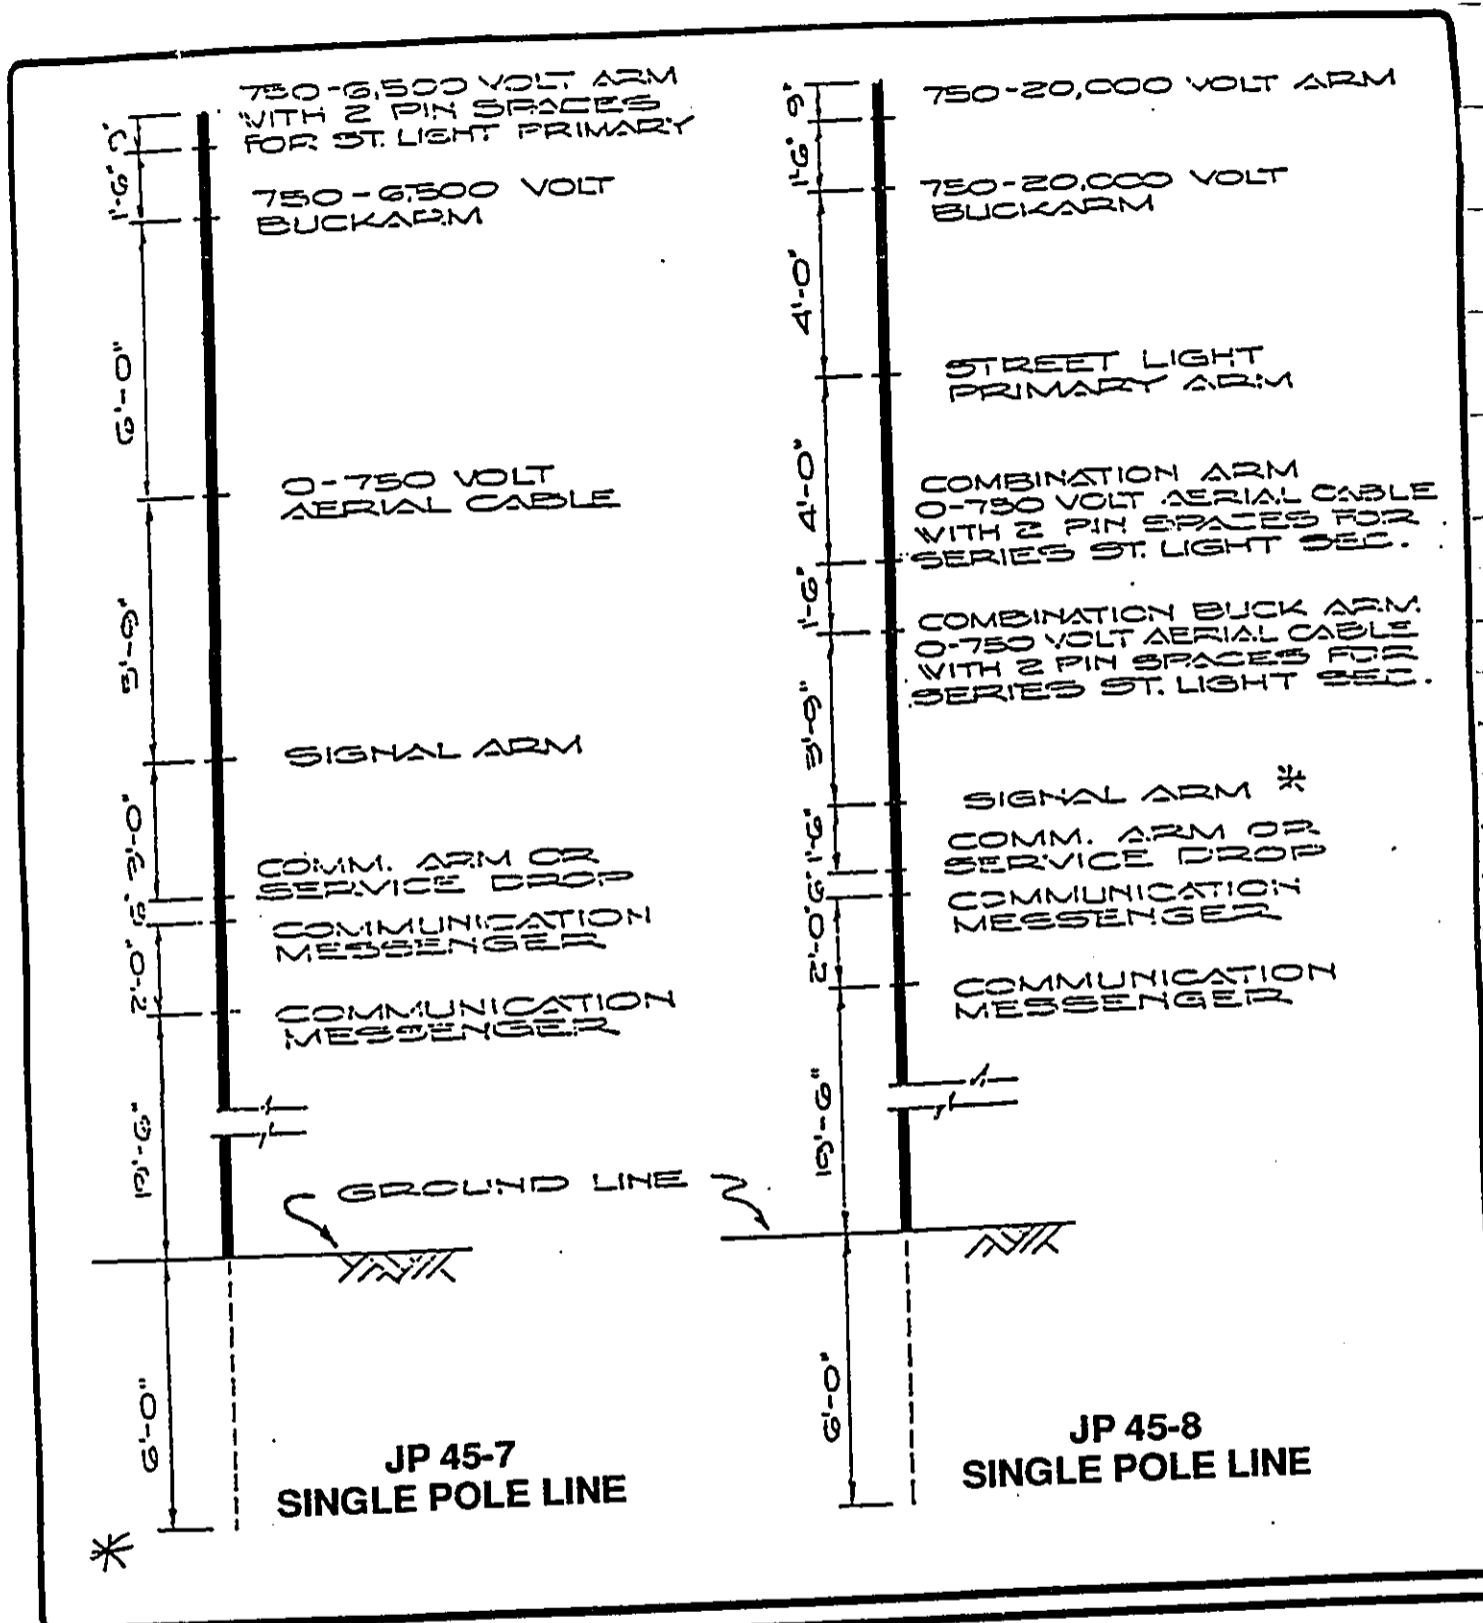 750-6,500 VOLT ARM
WITH 2 PIN SPACES
FOR ST. LIGHT PRIMARY
1'-6"
750-6,500 VOLT
BUCKARM
6'-0"
0-750 VOLT
AERIAL CABLE
SIGNAL ARM
3'-0"
COMM. ARM OR
SERVICE DROP
COMMUNICATION
MESSENGER
2'-0"
COMMUNICATION
MESSENGER
GROUND LINE
6'-0"
JP 45-7
SINGLE POLE LINE
*
9"
750-20,000 VOLT ARM
1'-6"
750-20,000 VOLT
BUCKARM
4'-0"
STREET LIGHT
PRIMARY ARM
4'-0"
COMBINATION ARM
0-750 VOLT AERIAL CABLE
WITH 2 PIN SPACES FOR
SERIES ST. LIGHT SEC.
1'-6"
COMBINATION BUCK ARM.
0-750 VOLT AERIAL CABLE
WITH 2 PIN SPACES FOR
SERIES ST. LIGHT SEC.
3'-9"
SIGNAL ARM *
1'-6"
COMM. ARM OR
SERVICE DROP
6"
COMMUNICATION
MESSENGER
2'-0"
COMMUNICATION
MESSENGER
19'-6"
6'-0"
JP 45-8
SINGLE POLE LINE